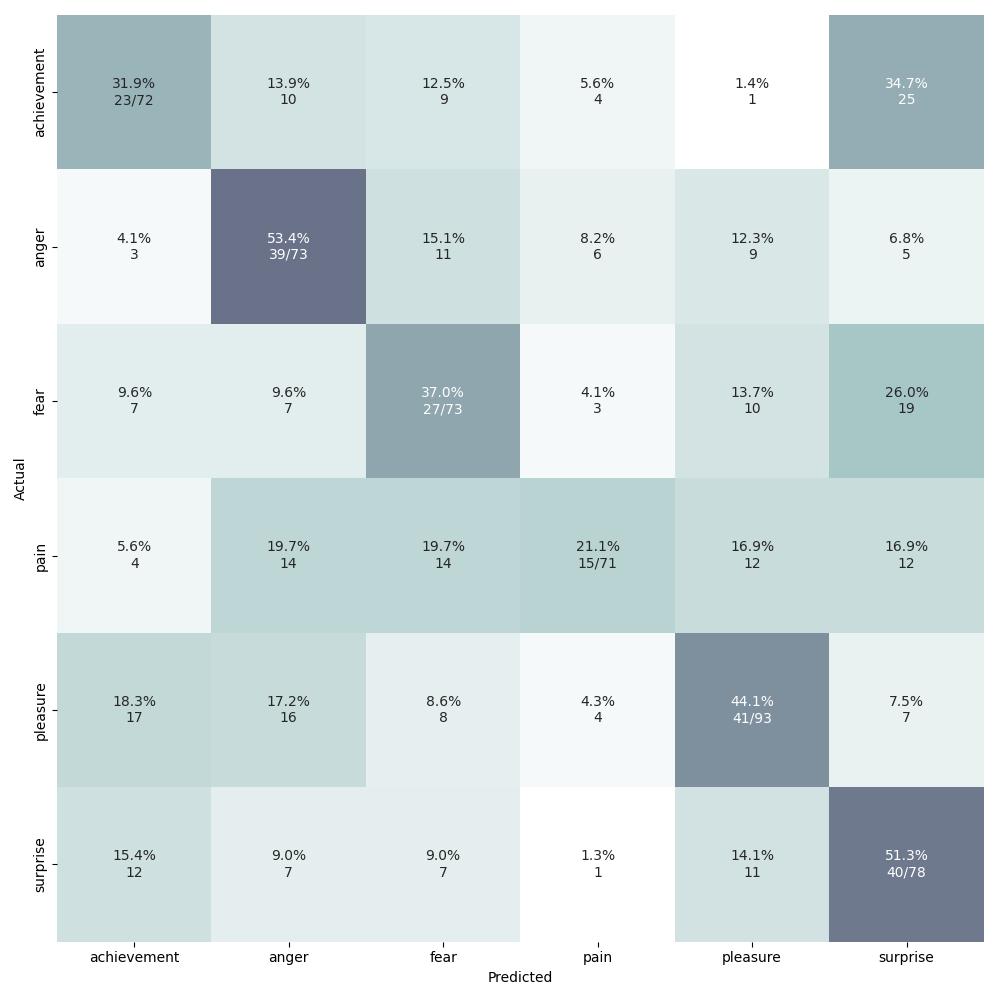 achievement
31.9% 13.9% 12.5% 5.6% 1.4% 34.7%
23/72 10 9 4 1 25
anger
4.1% 53.4% 15.1% 8.2% 12.3% 6.8%
3 39/73 11 6 9 5
fear
9.6% 9.6% 37.0% 4.1% 13.7% 26.0%
7 7 27/73 3 10 19
Actual
pain
5.6% 19.7% 19.7% 21.1% 16.9% 16.9%
4 14 14 15/71 12 12
pleasure
18.3% 17.2% 8.6% 4.3% 44.1% 7.5%
17 16 8 4 41/93 7
surprise
15.4% 9.0% 9.0% 1.3% 14.1% 51.3%
12 7 7 1 11 40/78
achievement anger fear pain pleasure surprise
Predicted